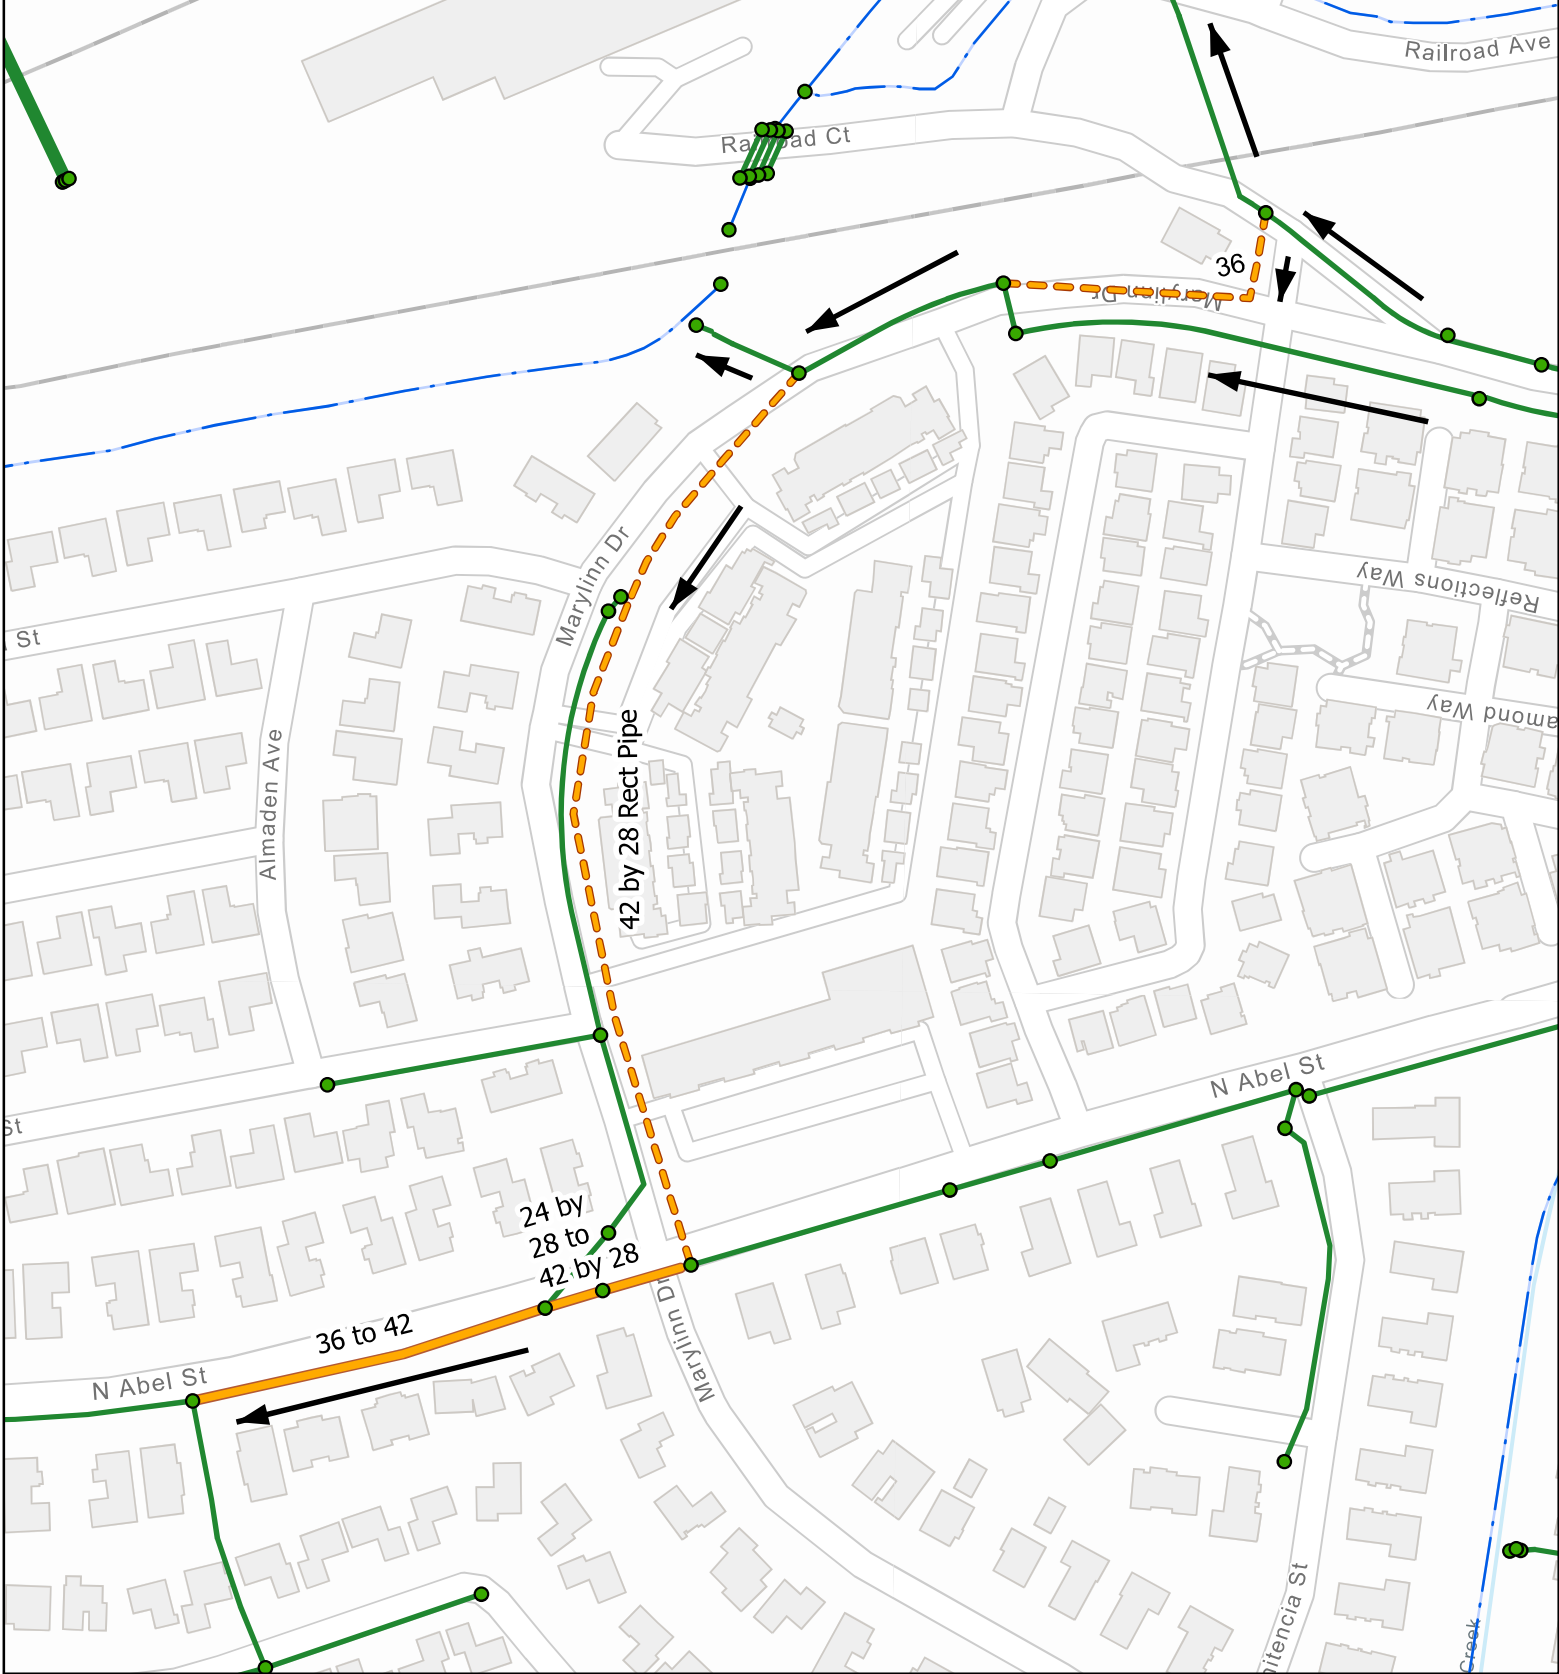 Railroad Ave
Railroad Ct
36
Marylinn Dr
Marylinn Dr
Reflections Way
St
amond Way
42 by 28 Rect Pipe
Almaden Ave
N Abel St
St
24 by
28 to
42 by 28
36 to 42
N Abel St
Marylinn Dr
itencia St
Creek